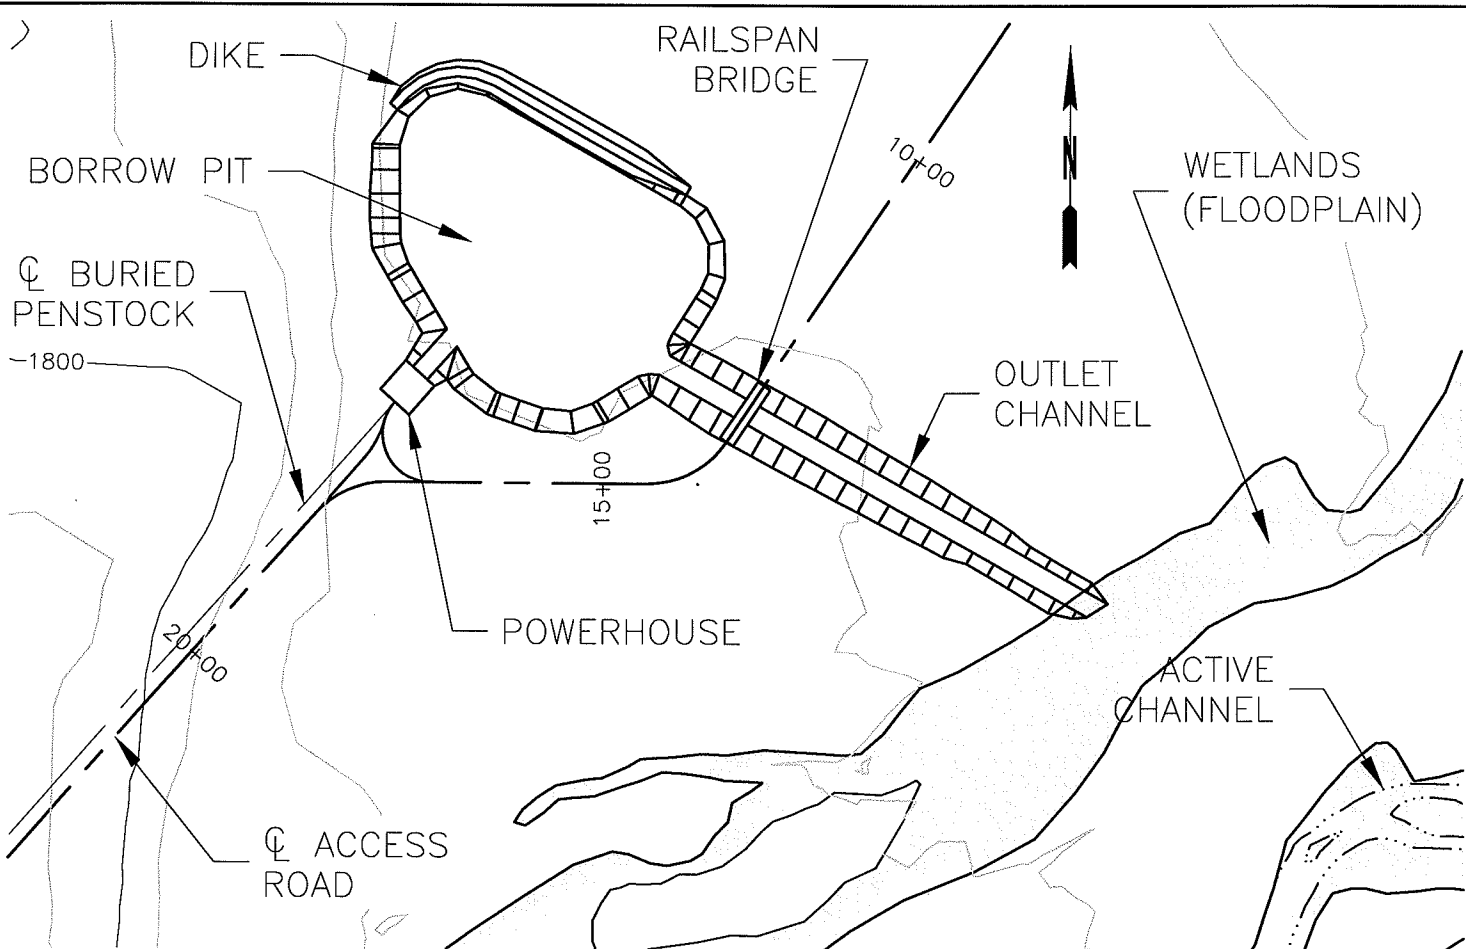 DIKE
RAILSPAN
BRIDGE
10+00
N
WETLANDS
(FLOODPLAIN)
BORROW PIT
℄ BURIED
PENSTOCK
1800
OUTLET
CHANNEL
15+00
POWERHOUSE
20+00
ACTIVE
CHANNEL
℄ ACCESS
ROAD